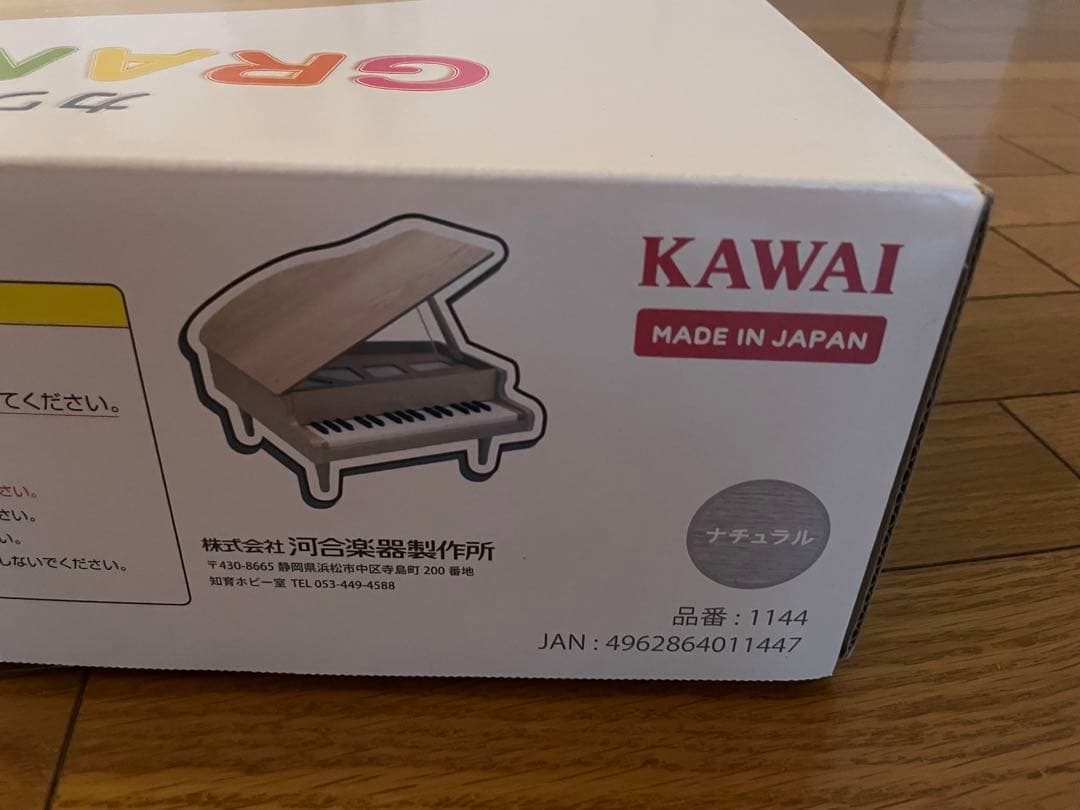 GRA
カワ
KAWAI
MADE IN JAPAN
てください。
さい。
さい。
い。
しないでください。
株式会社 河合楽器製作所
〒430-8665 静岡県浜松市中区寺島町 200 番地
知育ホビー室 TEL 053-449-4588
ナチュラル
品番 : 1144
JAN : 4962864011447